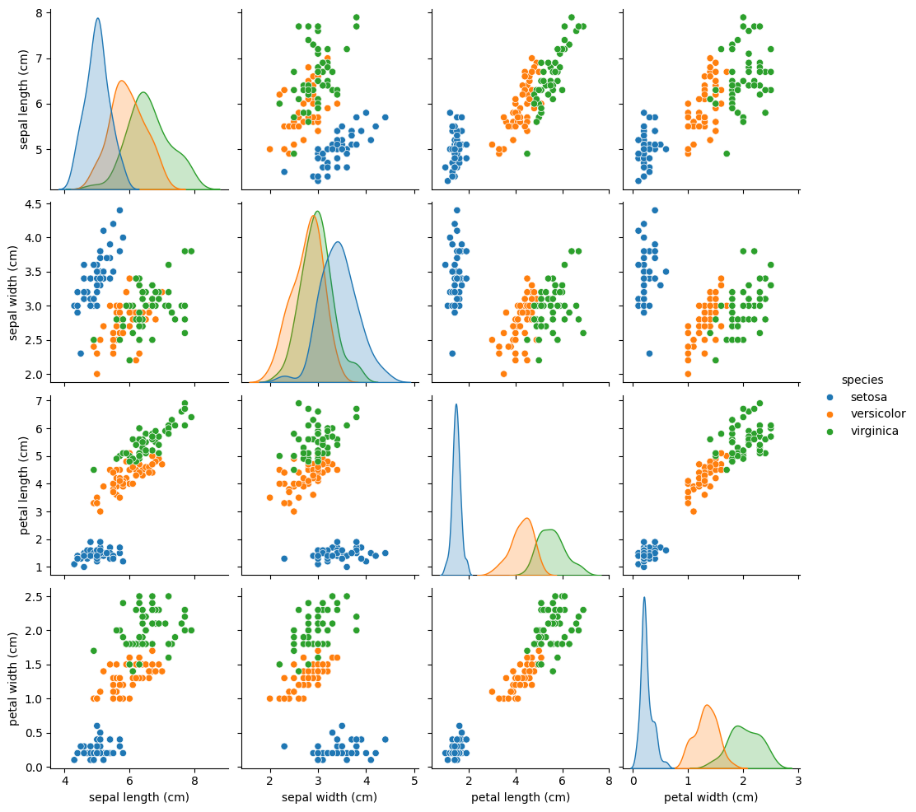 8
7
6
5
sepal length (cm)
4.5
4.0
3.5
3.0
2.5
2.0
sepal width (cm)
species
setosa
versicolor
virginica
7
6
5
4
3
2
1
petal length (cm)
2.5
2.0
1.5
1.0
0.5
0.0
petal width (cm)
4 6 8 2 3 4 5 2 4 6 8 0 1 2 3
sepal length (cm) sepal width (cm) petal length (cm) petal width (cm)